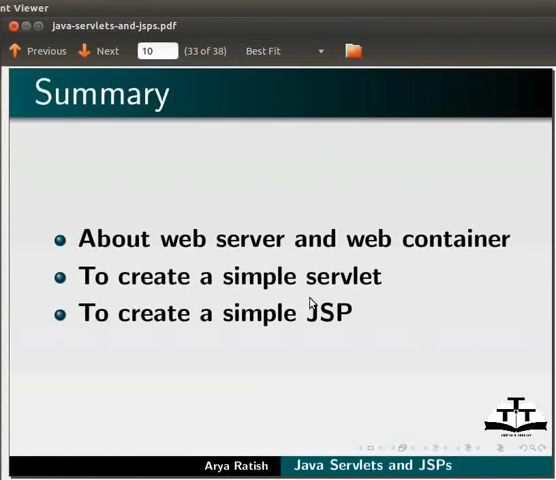 nt Viewer
java-servlets-and-jsps.pdf
Previous Next 10 (33 of 38) Best Fit
Summary
About web server and web container
To create a simple servlet
To create a simple JSP
Arya Ratish Java Servlets and JSPs